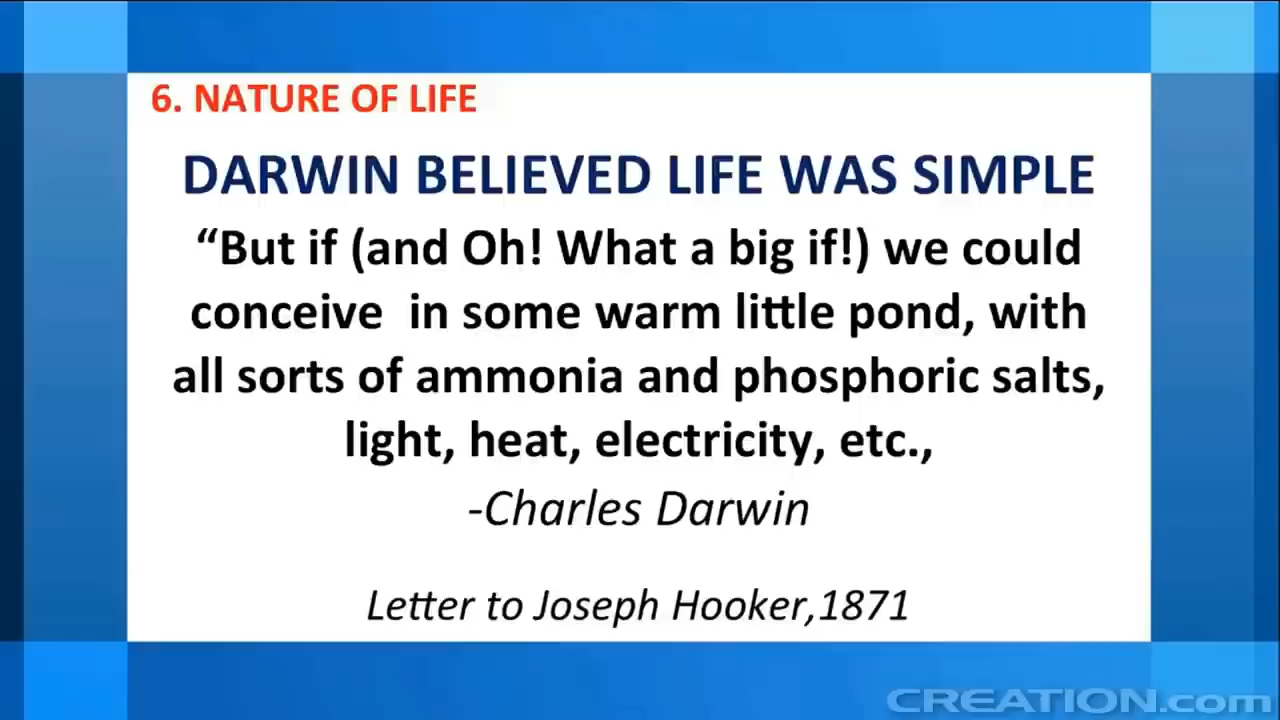 6. NATURE OF LIFE
DARWIN BELIEVED LIFE WAS SIMPLE
“But if (and Oh! What a big if!) we could
conceive  in some warm little pond, with
all sorts of ammonia and phosphoric salts,
light, heat, electricity, etc.,
-Charles Darwin
Letter to Joseph Hooker,1871
CREATION.com